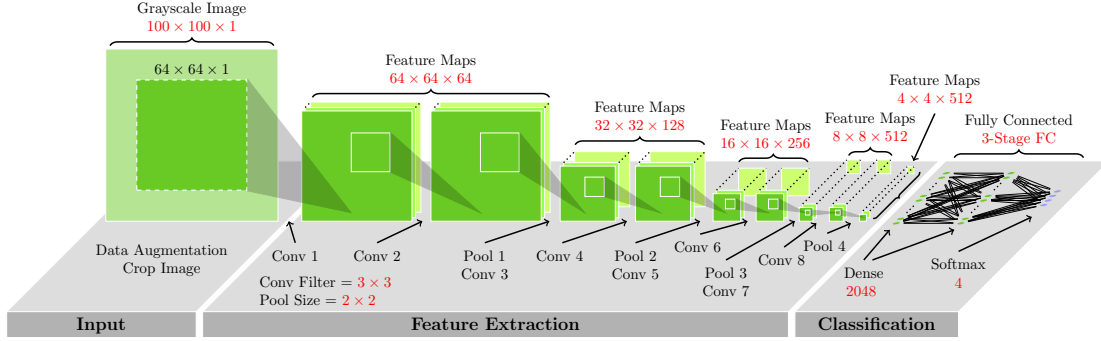 Grayscale Image
100 × 100 × 1
64 × 64 × 1
Data Augmentation
Crop Image
Feature Maps
64 × 64 × 64
Feature Maps
32 × 32 × 128
Feature Maps
16 × 16 × 256
Feature Maps
8 × 8 × 512
Feature Maps
4 × 4 × 512
Fully Connected
3-Stage FC
Conv 1
Conv 2
Pool 1
Conv 3
Conv 4
Pool 2
Conv 5
Conv 6
Pool 3
Conv 7
Conv 8
Pool 4
Conv Filter = 3 × 3
Pool Size = 2 × 2
Dense
2048
Softmax
4
Input
Feature Extraction
Classification